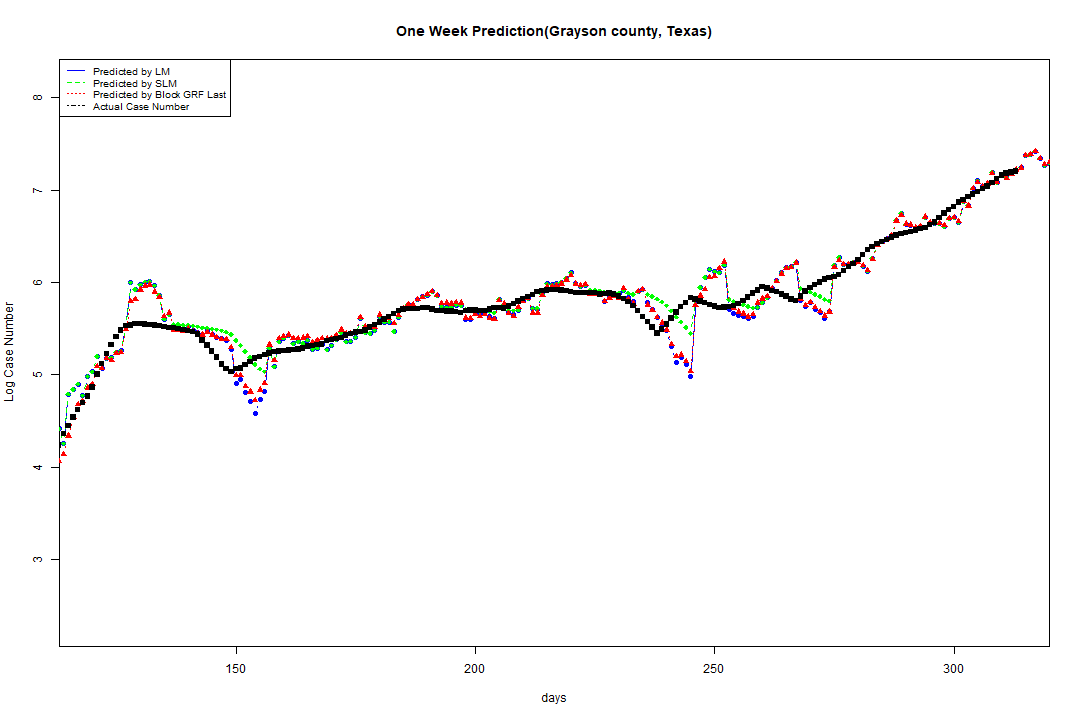 One Week Prediction(Grayson county, Texas)
Predicted by LM
Predicted by SLM
Predicted by Block GRF Last
Actual Case Number
8
7
6
5
4
3
Log Case Number
150 200 250 300
days